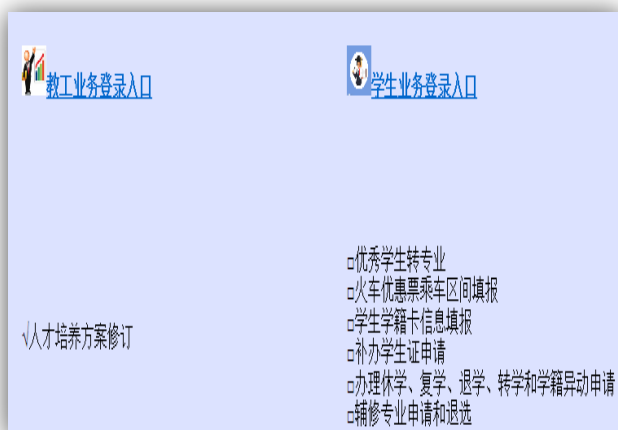 教工业务登录入口
学生业务登录入口
√人才培养方案修订
□优秀学生转专业
□火车优惠票乘车区间填报
□学生学籍卡信息填报
□补办学生证申请
□办理休学、复学、退学、转学和学籍异动申请
□辅修专业申请和退选